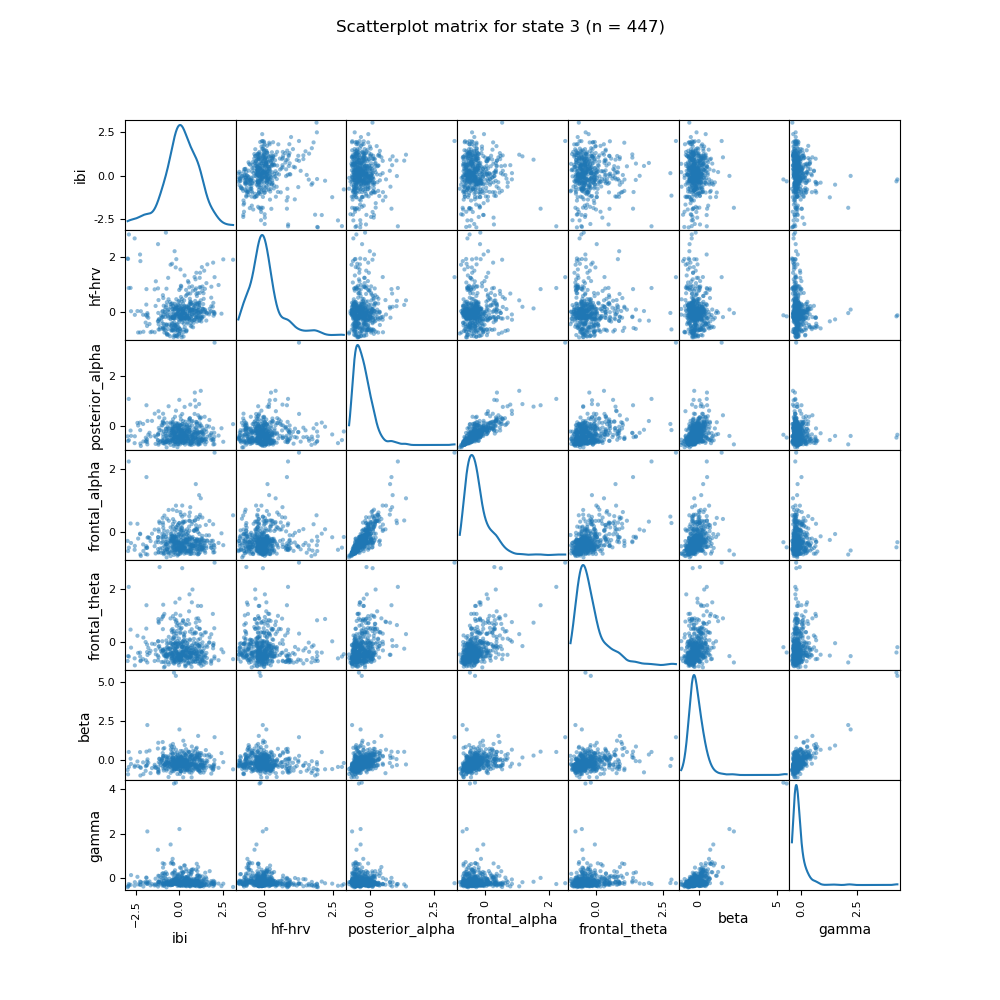 Scatterplot matrix for state 3 (n = 447)
ibi
2.5
0.0
−2.5
hf-hrv
2
0
posterior_alpha
2
0
frontal_alpha
2
0
frontal_theta
2
0
beta
5.0
2.5
0.0
gamma
4
2
0
−2.5
0.0
2.5
0.0
2.5
0.0
2.5
0
2
0.0
2.5
0
5
0.0
2.5
ibi
hf-hrv
posterior_alpha
frontal_alpha
frontal_theta
beta
gamma